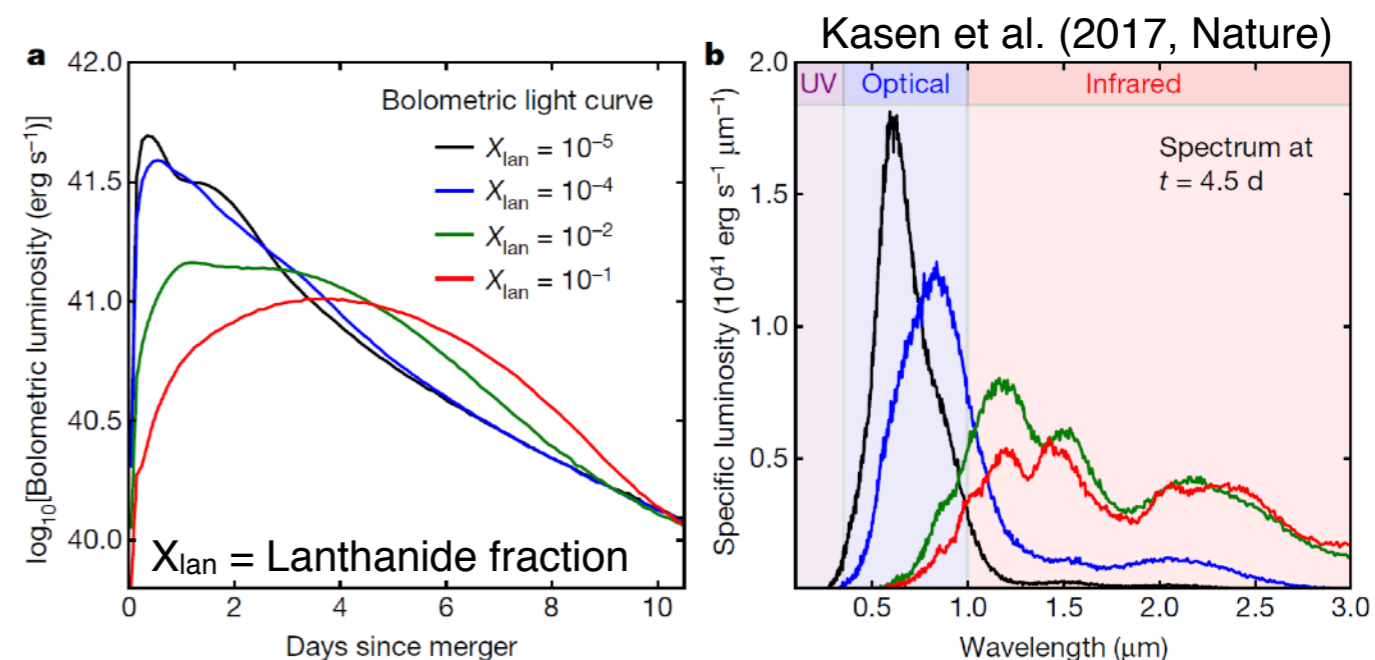 Kasen et al. (2017, Nature)
a
42.0
41.5
41.0
40.5
40.0
log₁₀[Bolometric luminosity (erg s⁻¹)]
Bolometric light curve
X_lan = 10⁻⁵
X_lan = 10⁻⁴
X_lan = 10⁻²
X_lan = 10⁻¹
X_lan = Lanthanide fraction
0 2 4 6 8 10
Days since merger
b
2.0
1.5
1.0
0.5
Specific luminosity (10⁴¹ erg s⁻¹ μm⁻¹)
UV Optical Infrared
Spectrum at
t = 4.5 d
0.5 1.0 1.5 2.0 2.5 3.0
Wavelength (μm)